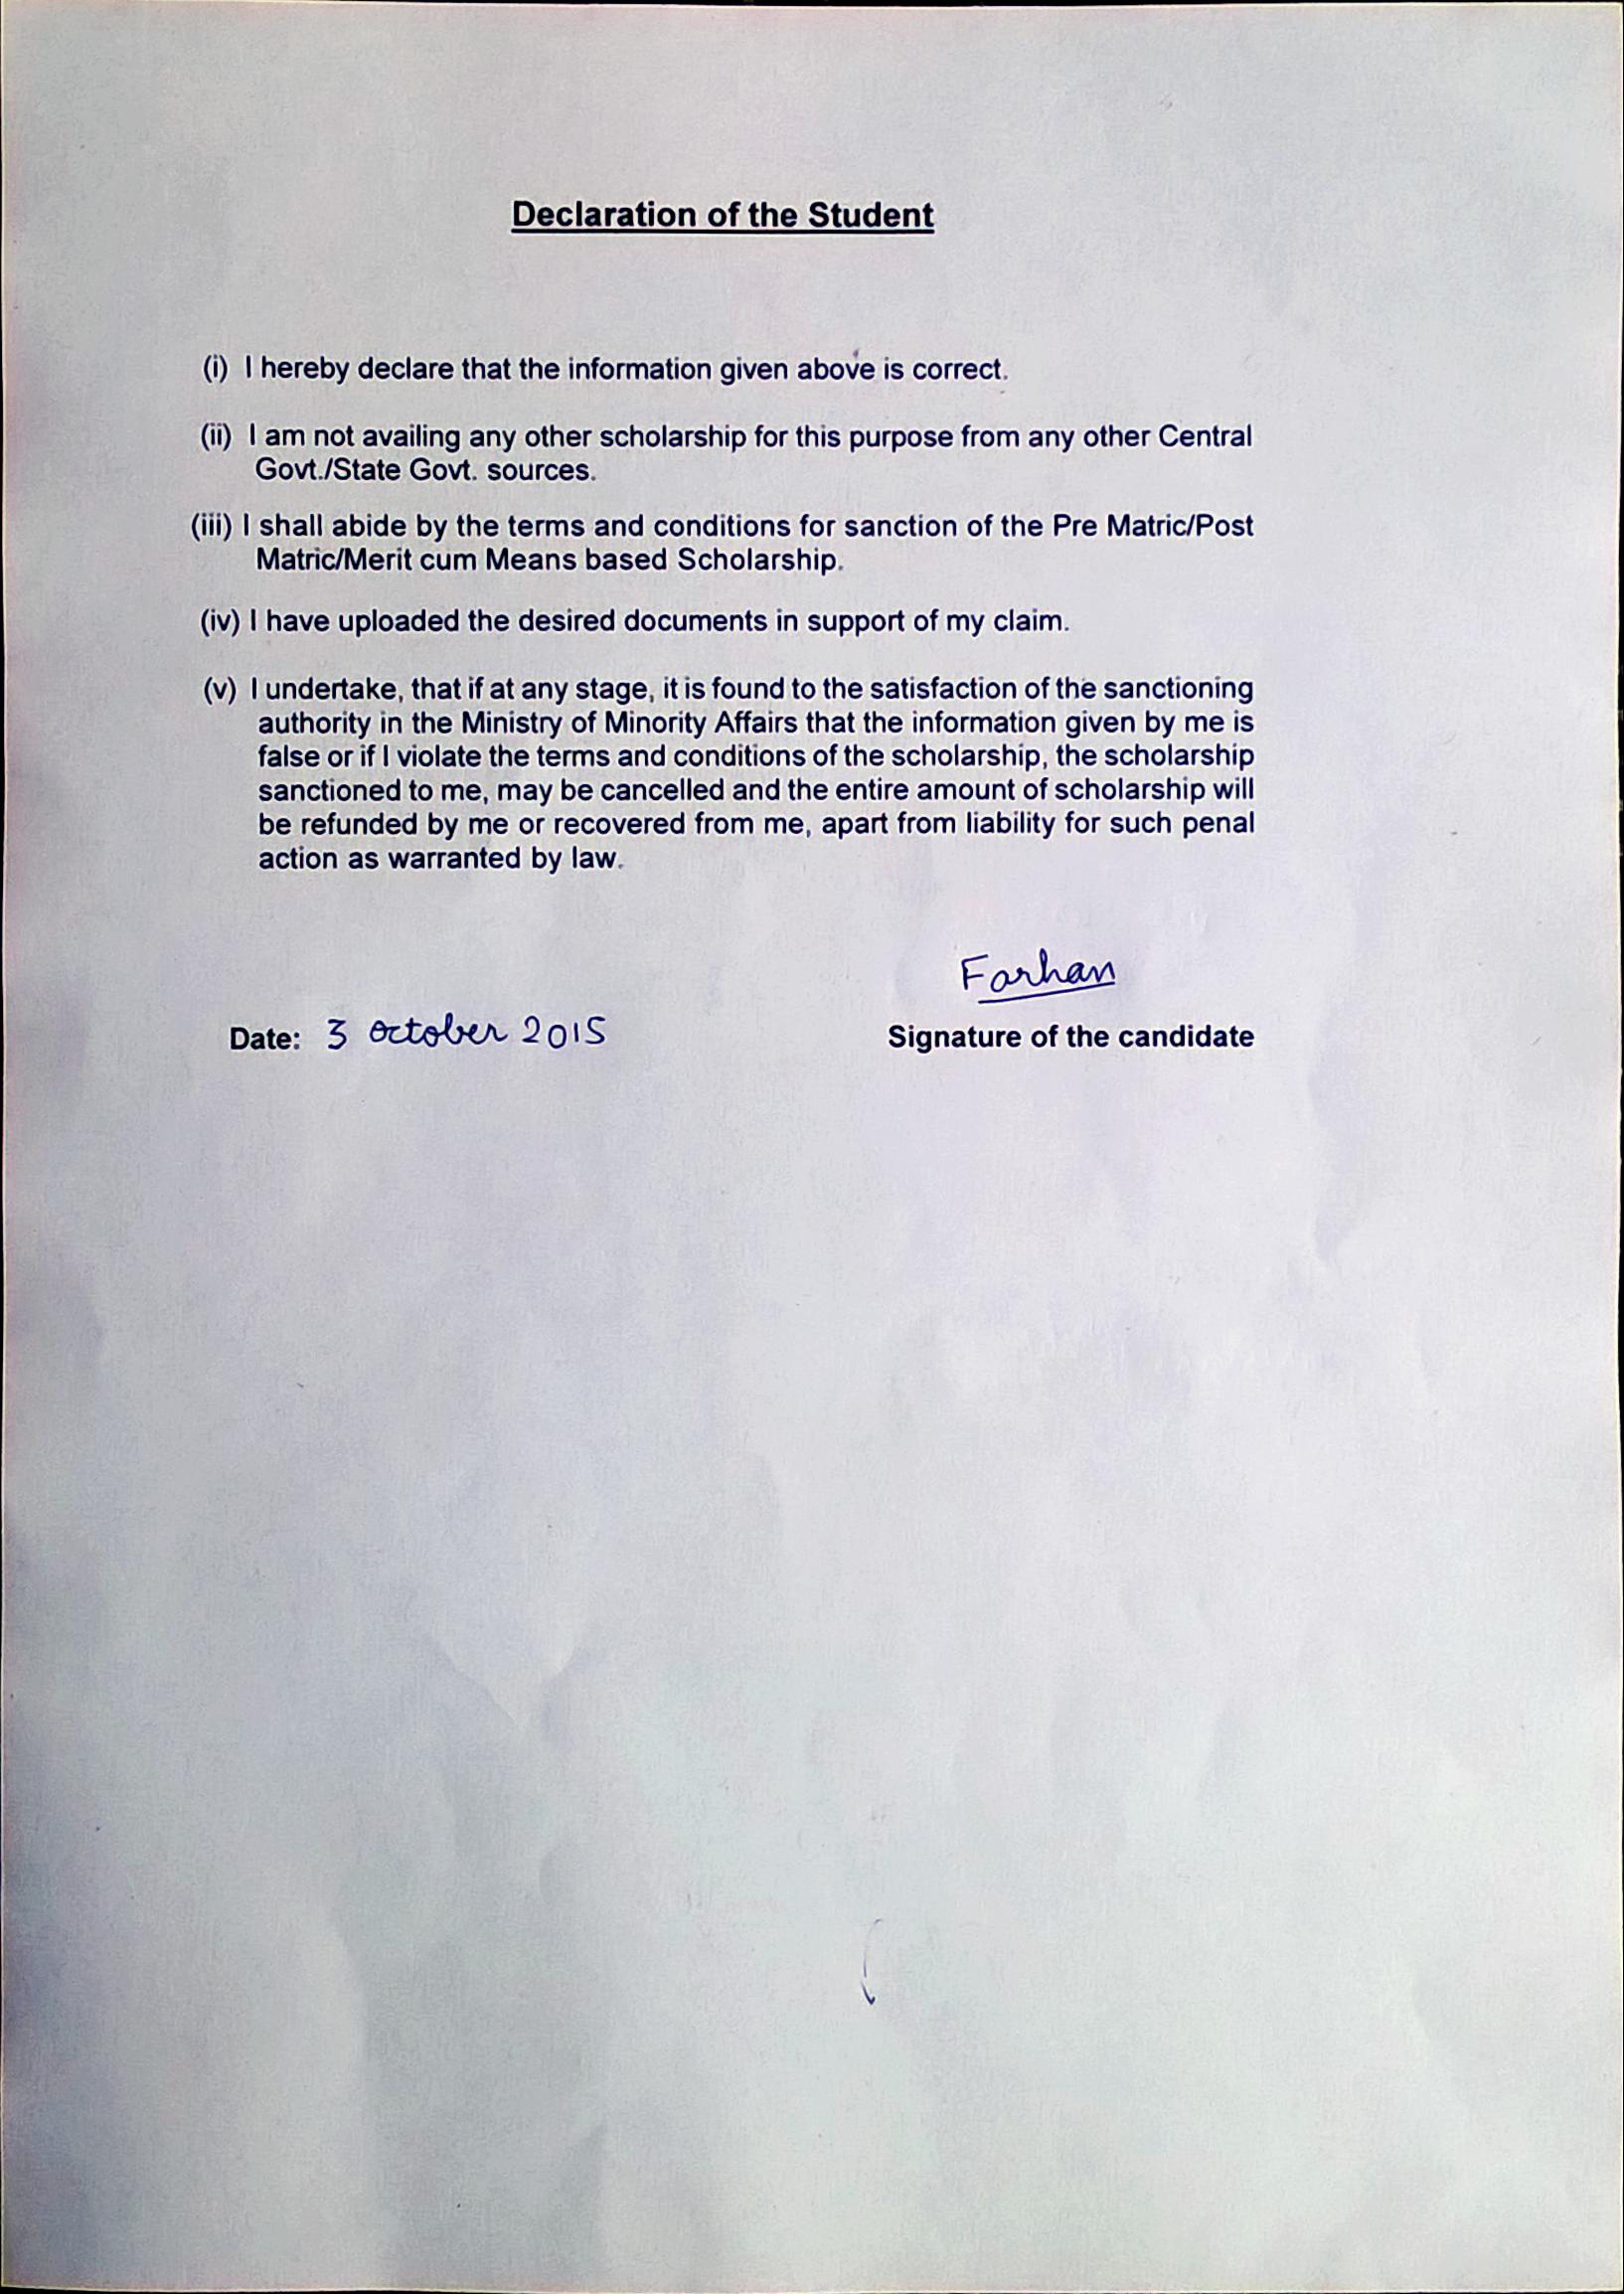 Declaration of the Student
(i) I hereby declare that the information given above is correct.
(ii) I am not availing any other scholarship for this purpose from any other Central
Govt./State Govt. sources.
(iii) I shall abide by the terms and conditions for sanction of the Pre Matric/Post
Matric/Merit cum Means based Scholarship.
(iv) I have uploaded the desired documents in support of my claim.
(v) I undertake, that if at any stage, it is found to the satisfaction of the sanctioning
authority in the Ministry of Minority Affairs that the information given by me is
false or if I violate the terms and conditions of the scholarship, the scholarship
sanctioned to me, may be cancelled and the entire amount of scholarship will
be refunded by me or recovered from me, apart from liability for such penal
action as warranted by law.
Farhan
Date: 3 October 2015 Signature of the candidate